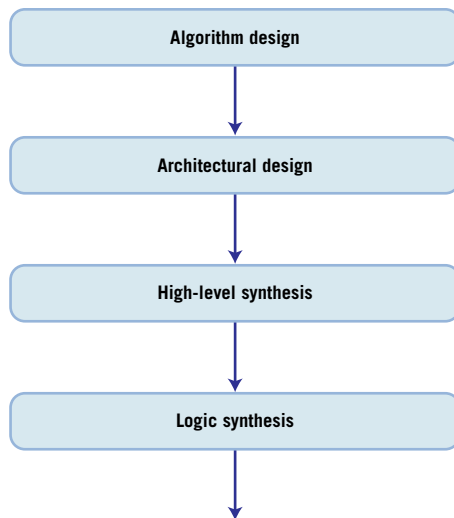 Algorithm design
Architectural design
High-level synthesis
Logic synthesis